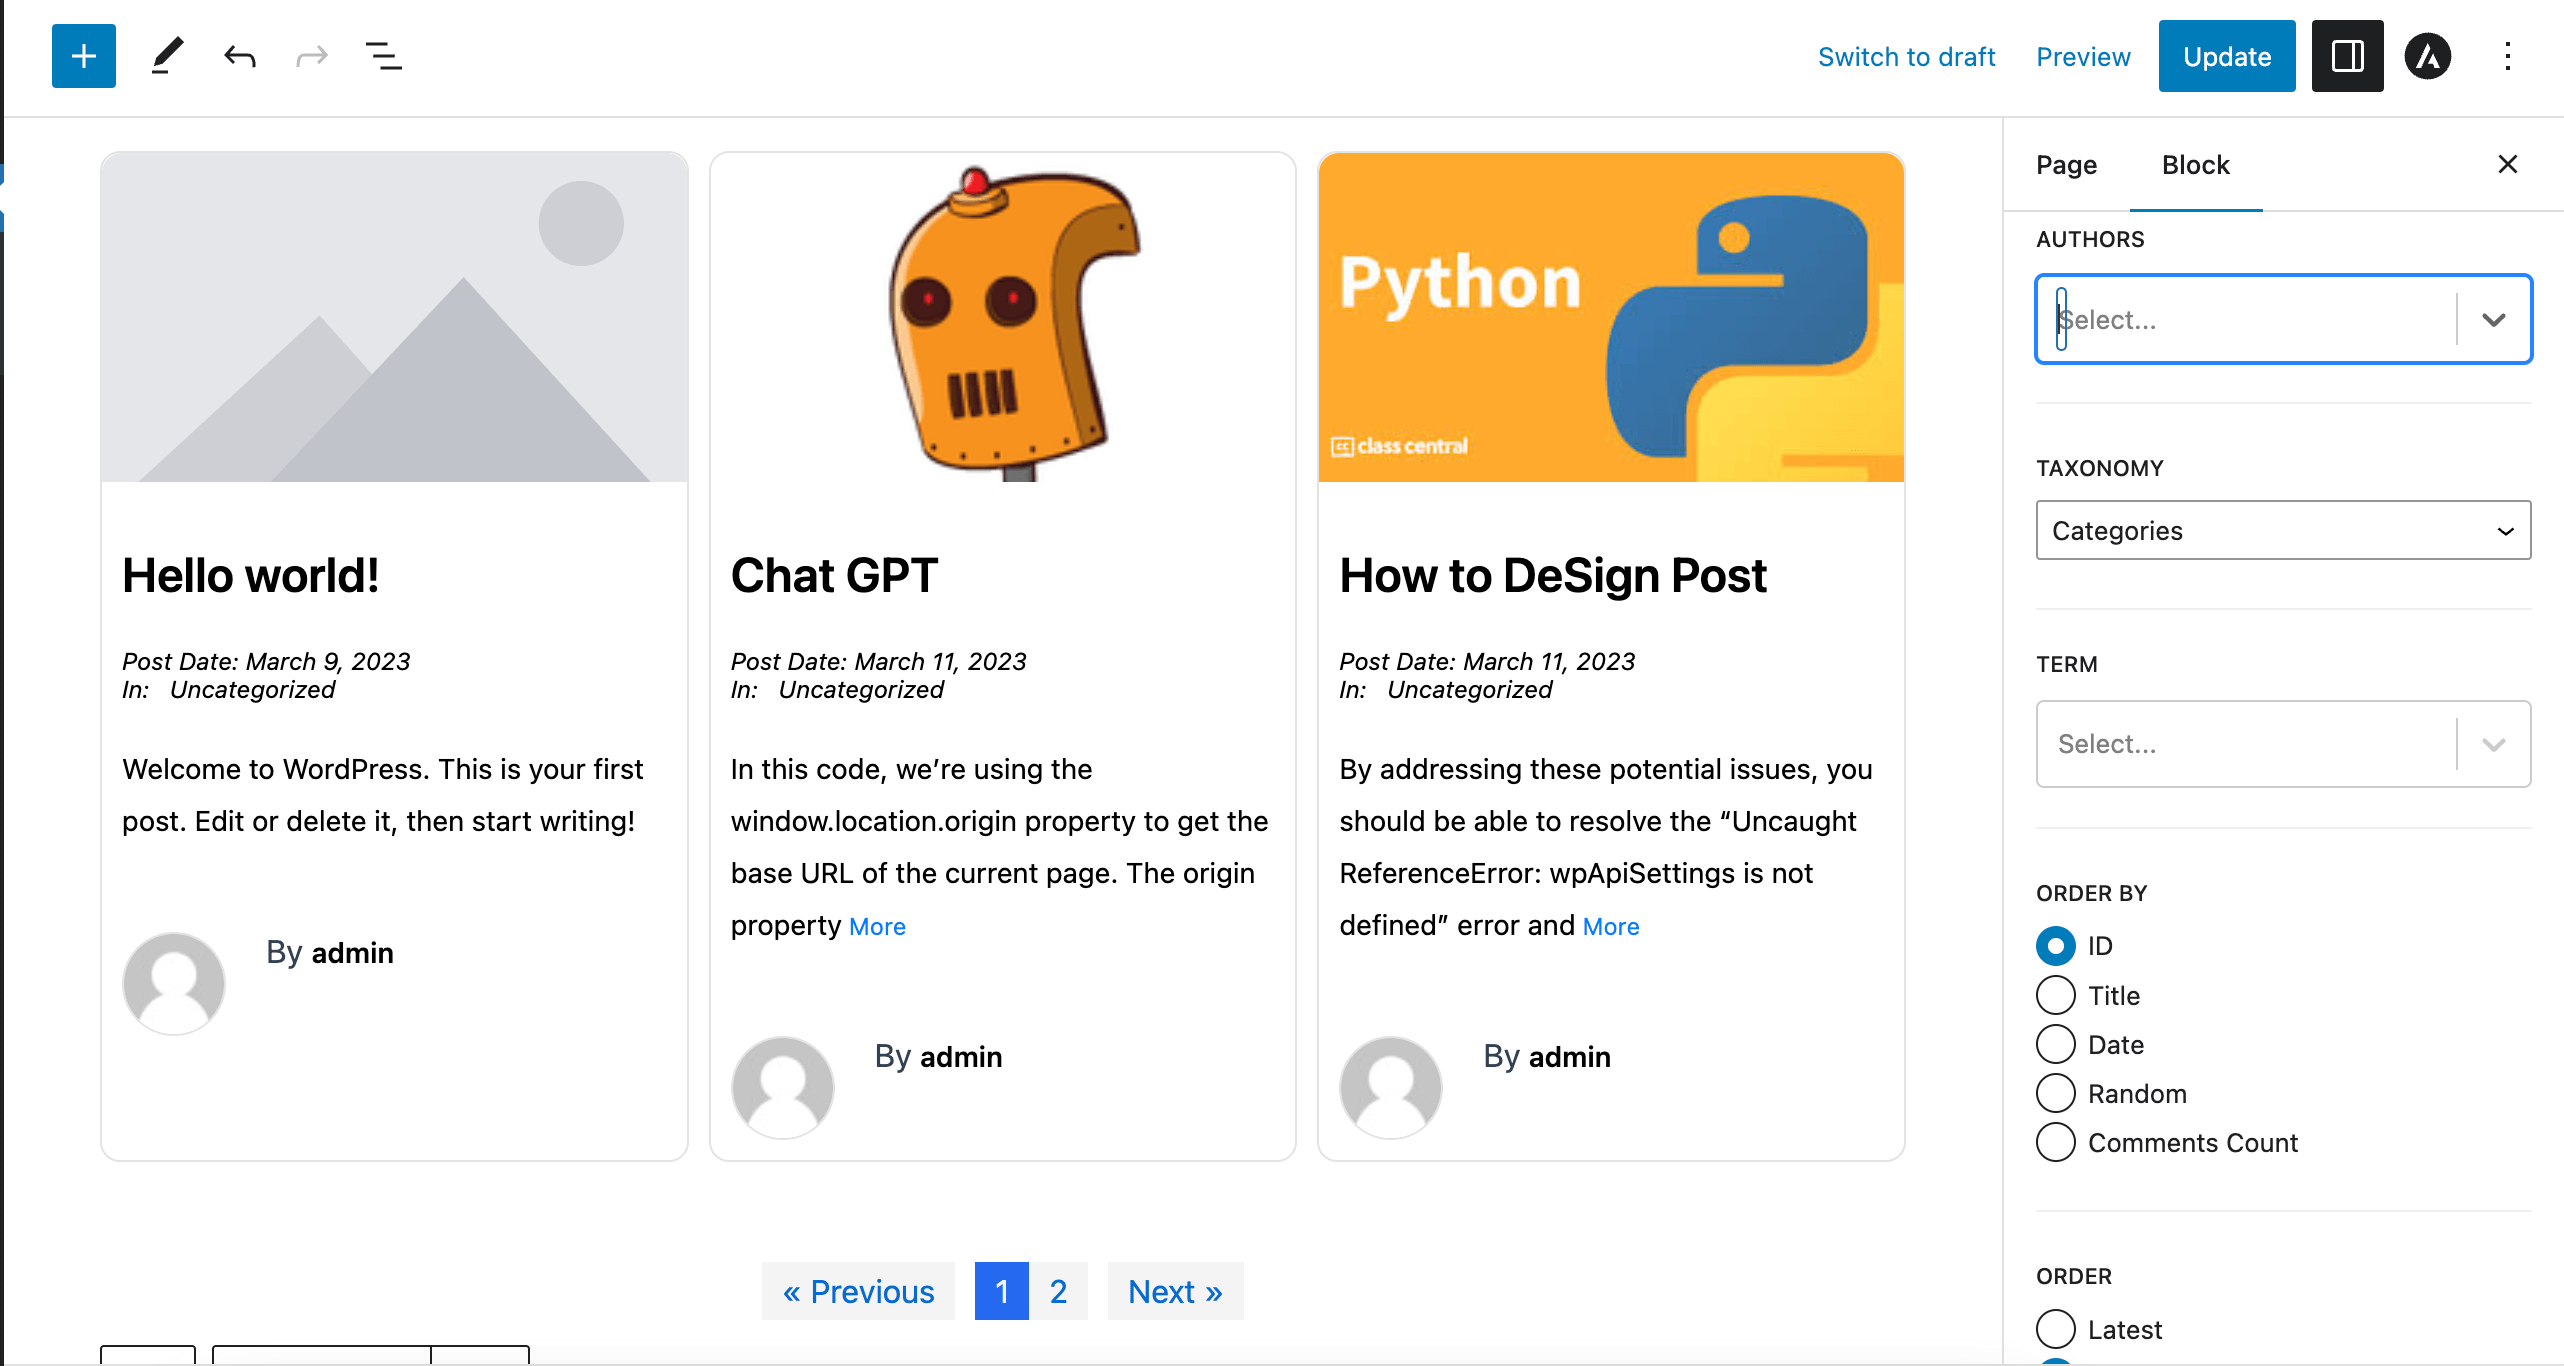 Switch to draft
Preview
Update
Python
cc class central
Hello world!
Post Date: March 9, 2023
In: Uncategorized
Welcome to WordPress. This is your first
post. Edit or delete it, then start writing!
By admin
Chat GPT
Post Date: March 11, 2023
In: Uncategorized
In this code, we’re using the
window.location.origin property to get the
base URL of the current page. The origin
property More
By admin
How to DeSign Post
Post Date: March 11, 2023
In: Uncategorized
By addressing these potential issues, you
should be able to resolve the “Uncaught
ReferenceError: wpApiSettings is not
defined” error and More
By admin
« Previous
1
2
Next »
Page
Block
AUTHORS
Select...
TAXONOMY
Categories
TERM
Select...
ORDER BY
ID
Title
Date
Random
Comments Count
ORDER
Latest